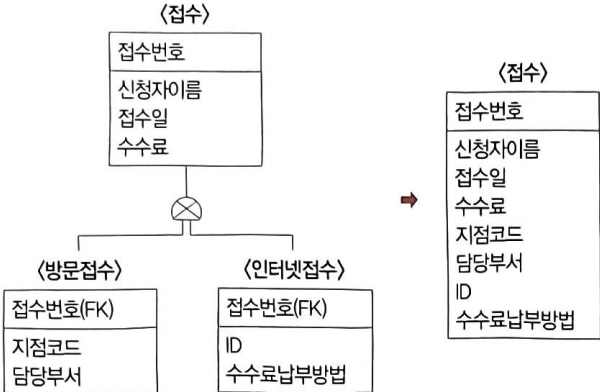 〈접수〉
접수번호
신청자이름
접수일
수수료
〈방문접수〉
접수번호(FK)
지점코드
담당부서
〈인터넷접수〉
접수번호(FK)
ID
수수료납부방법
〈접수〉
접수번호
신청자이름
접수일
수수료
지점코드
담당부서
ID
수수료납부방법